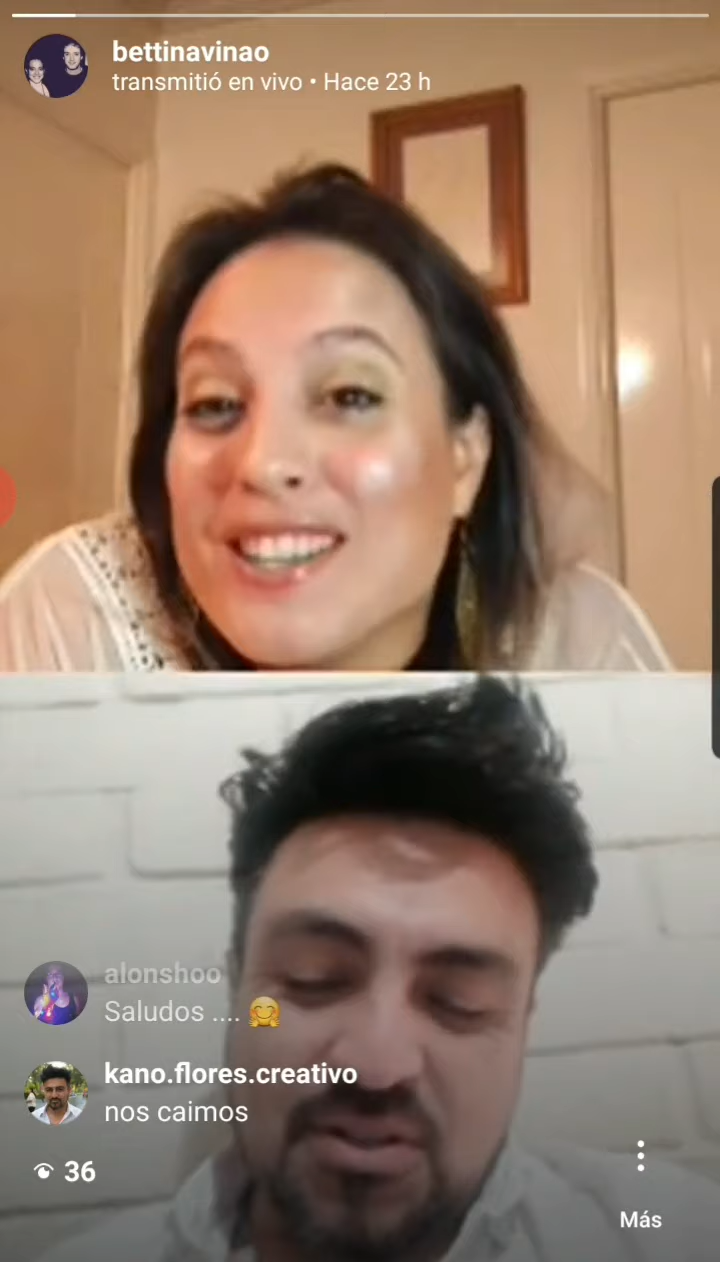 bettinavinao
transmitió en vivo • Hace 23 h
alonshoo
Saludos .... 🤗
kano.flores.creativo
nos caimos
36
Más